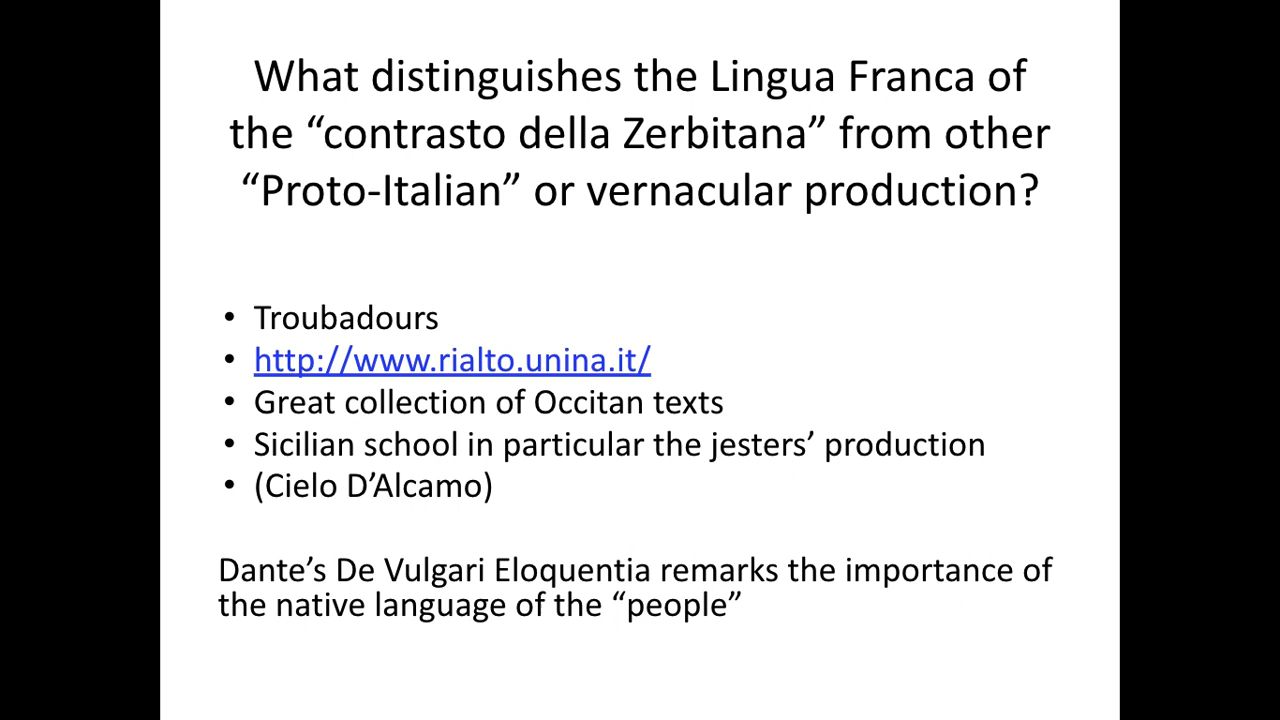 What distinguishes the Lingua Franca of
the “contrasto della Zerbitana” from other
“Proto-Italian” or vernacular production?
• Troubadours
• http://www.rialto.unina.it/
• Great collection of Occitan texts
• Sicilian school in particular the jesters’ production
• (Cielo D’Alcamo)
Dante’s De Vulgari Eloquentia remarks the importance of
the native language of the “people”